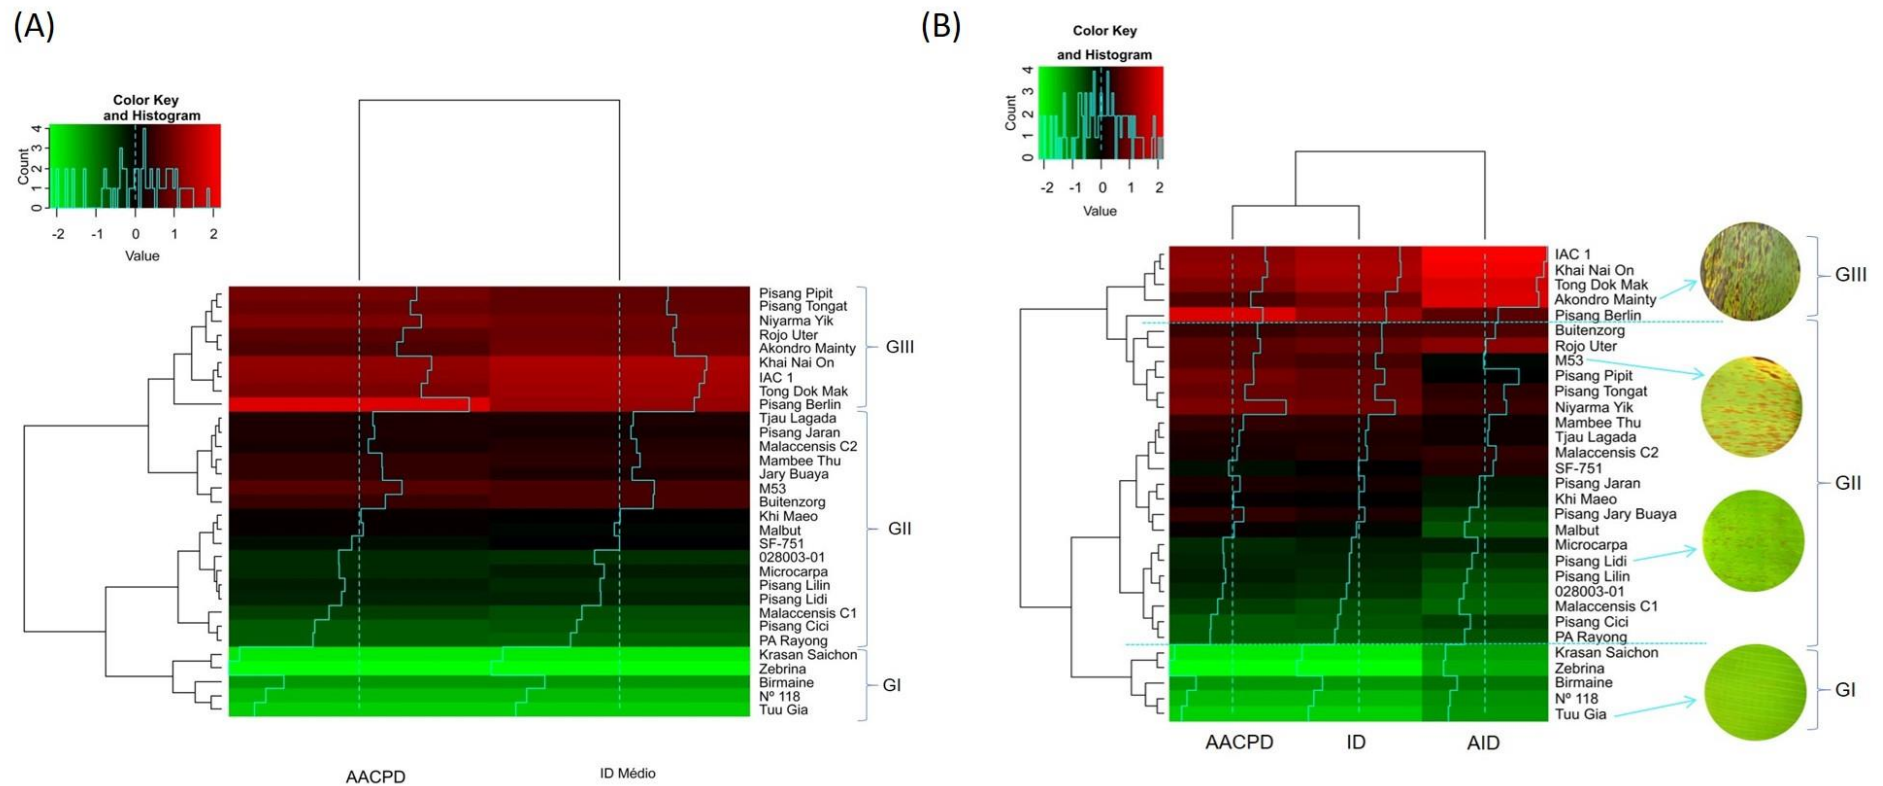 (A)
Color Key
and Histogram
Count
0 1 2 3 4
-2 -1 0 1 2
Value
Pisang Pipit
Pisang Tongat
Niyarma Yik
Rojo Uter
Akondro Mainty
Khai Nai On
IAC 1
Tong Dok Mak
Pisang Berlin
Tjau Lagada
Pisang Jaran
Malaccensis C2
Mambee Thu
Jary Buaya
M53
Buitenzorg
Khi Maeo
Malbut
SF-751
028003-01
Microcarpa
Pisang Lilin
Pisang Lidi
Malaccensis C1
Pisang Cici
PA Rayong
Krasan Saichon
Zebrina
Birmaine
Nº 118
Tuu Gia
GIII
GII
GI
AACPD
ID Médio
(B)
Color Key
and Histogram
Count
0 1 2 3 4
-2 -1 0 1 2
Value
IAC 1
Khai Nai On
Tong Dok Mak
Akondro Mainty
Pisang Berlin
Buitenzorg
Rojo Uter
M53
Pisang Pipit
Pisang Tongat
Niyarma Yik
Mambee Thu
Tjau Lagada
Malaccensis C2
SF-751
Pisang Jaran
Khi Maeo
Pisang Jary Buaya
Malbut
Microcarpa
Pisang Lidi
Pisang Lilin
028003-01
Malaccensis C1
Pisang Cici
PA Rayong
Krasan Saichon
Zebrina
Birmaine
Nº 118
Tuu Gia
GIII
GII
GI
AACPD
ID
AID